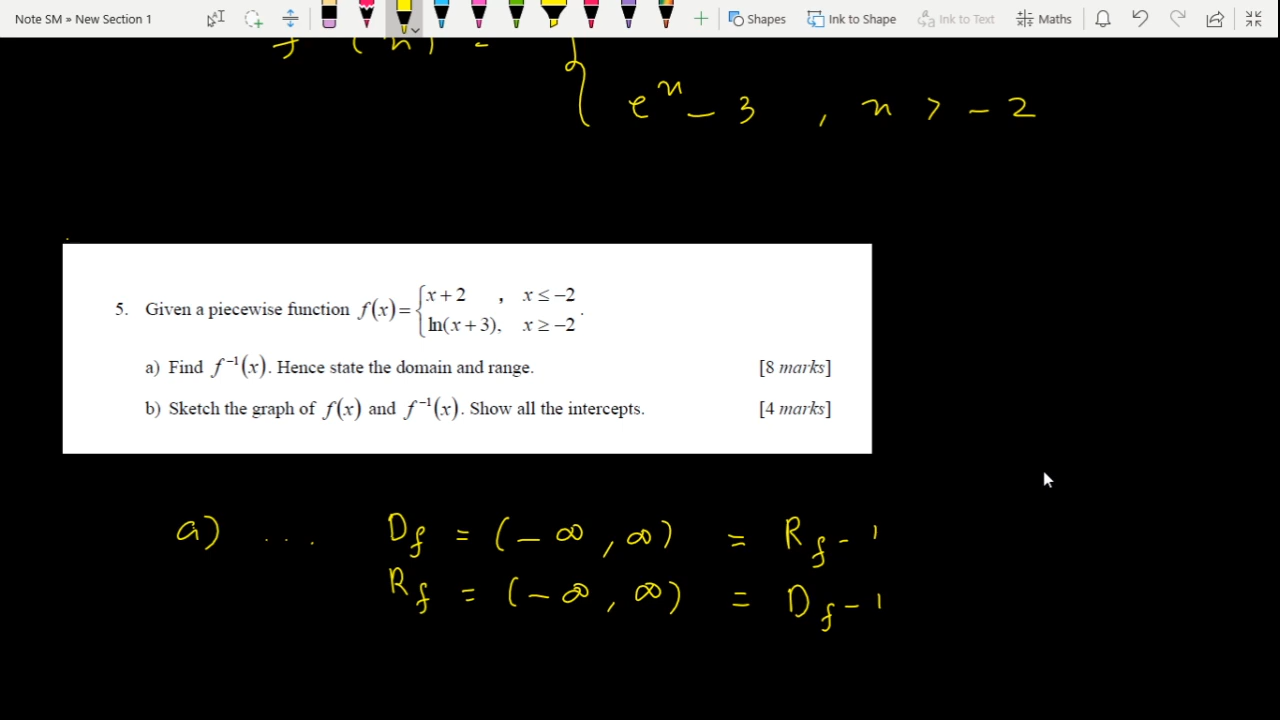 Note SM » New Section 1
Shapes
Ink to Shape
Ink to Text
Maths
f (x) =
{ e^x - 3 , x > -2
5. Given a piecewise function f(x)={x+2 , x ≤ -2
ln(x+3), x ≥ -2 .
a) Find f⁻¹(x). Hence state the domain and range. [8 marks]
b) Sketch the graph of f(x) and f⁻¹(x). Show all the intercepts. [4 marks]
a) ... D_f = (-∞, ∞) = R_f-1
R_f = (-∞, ∞) = D_f-1